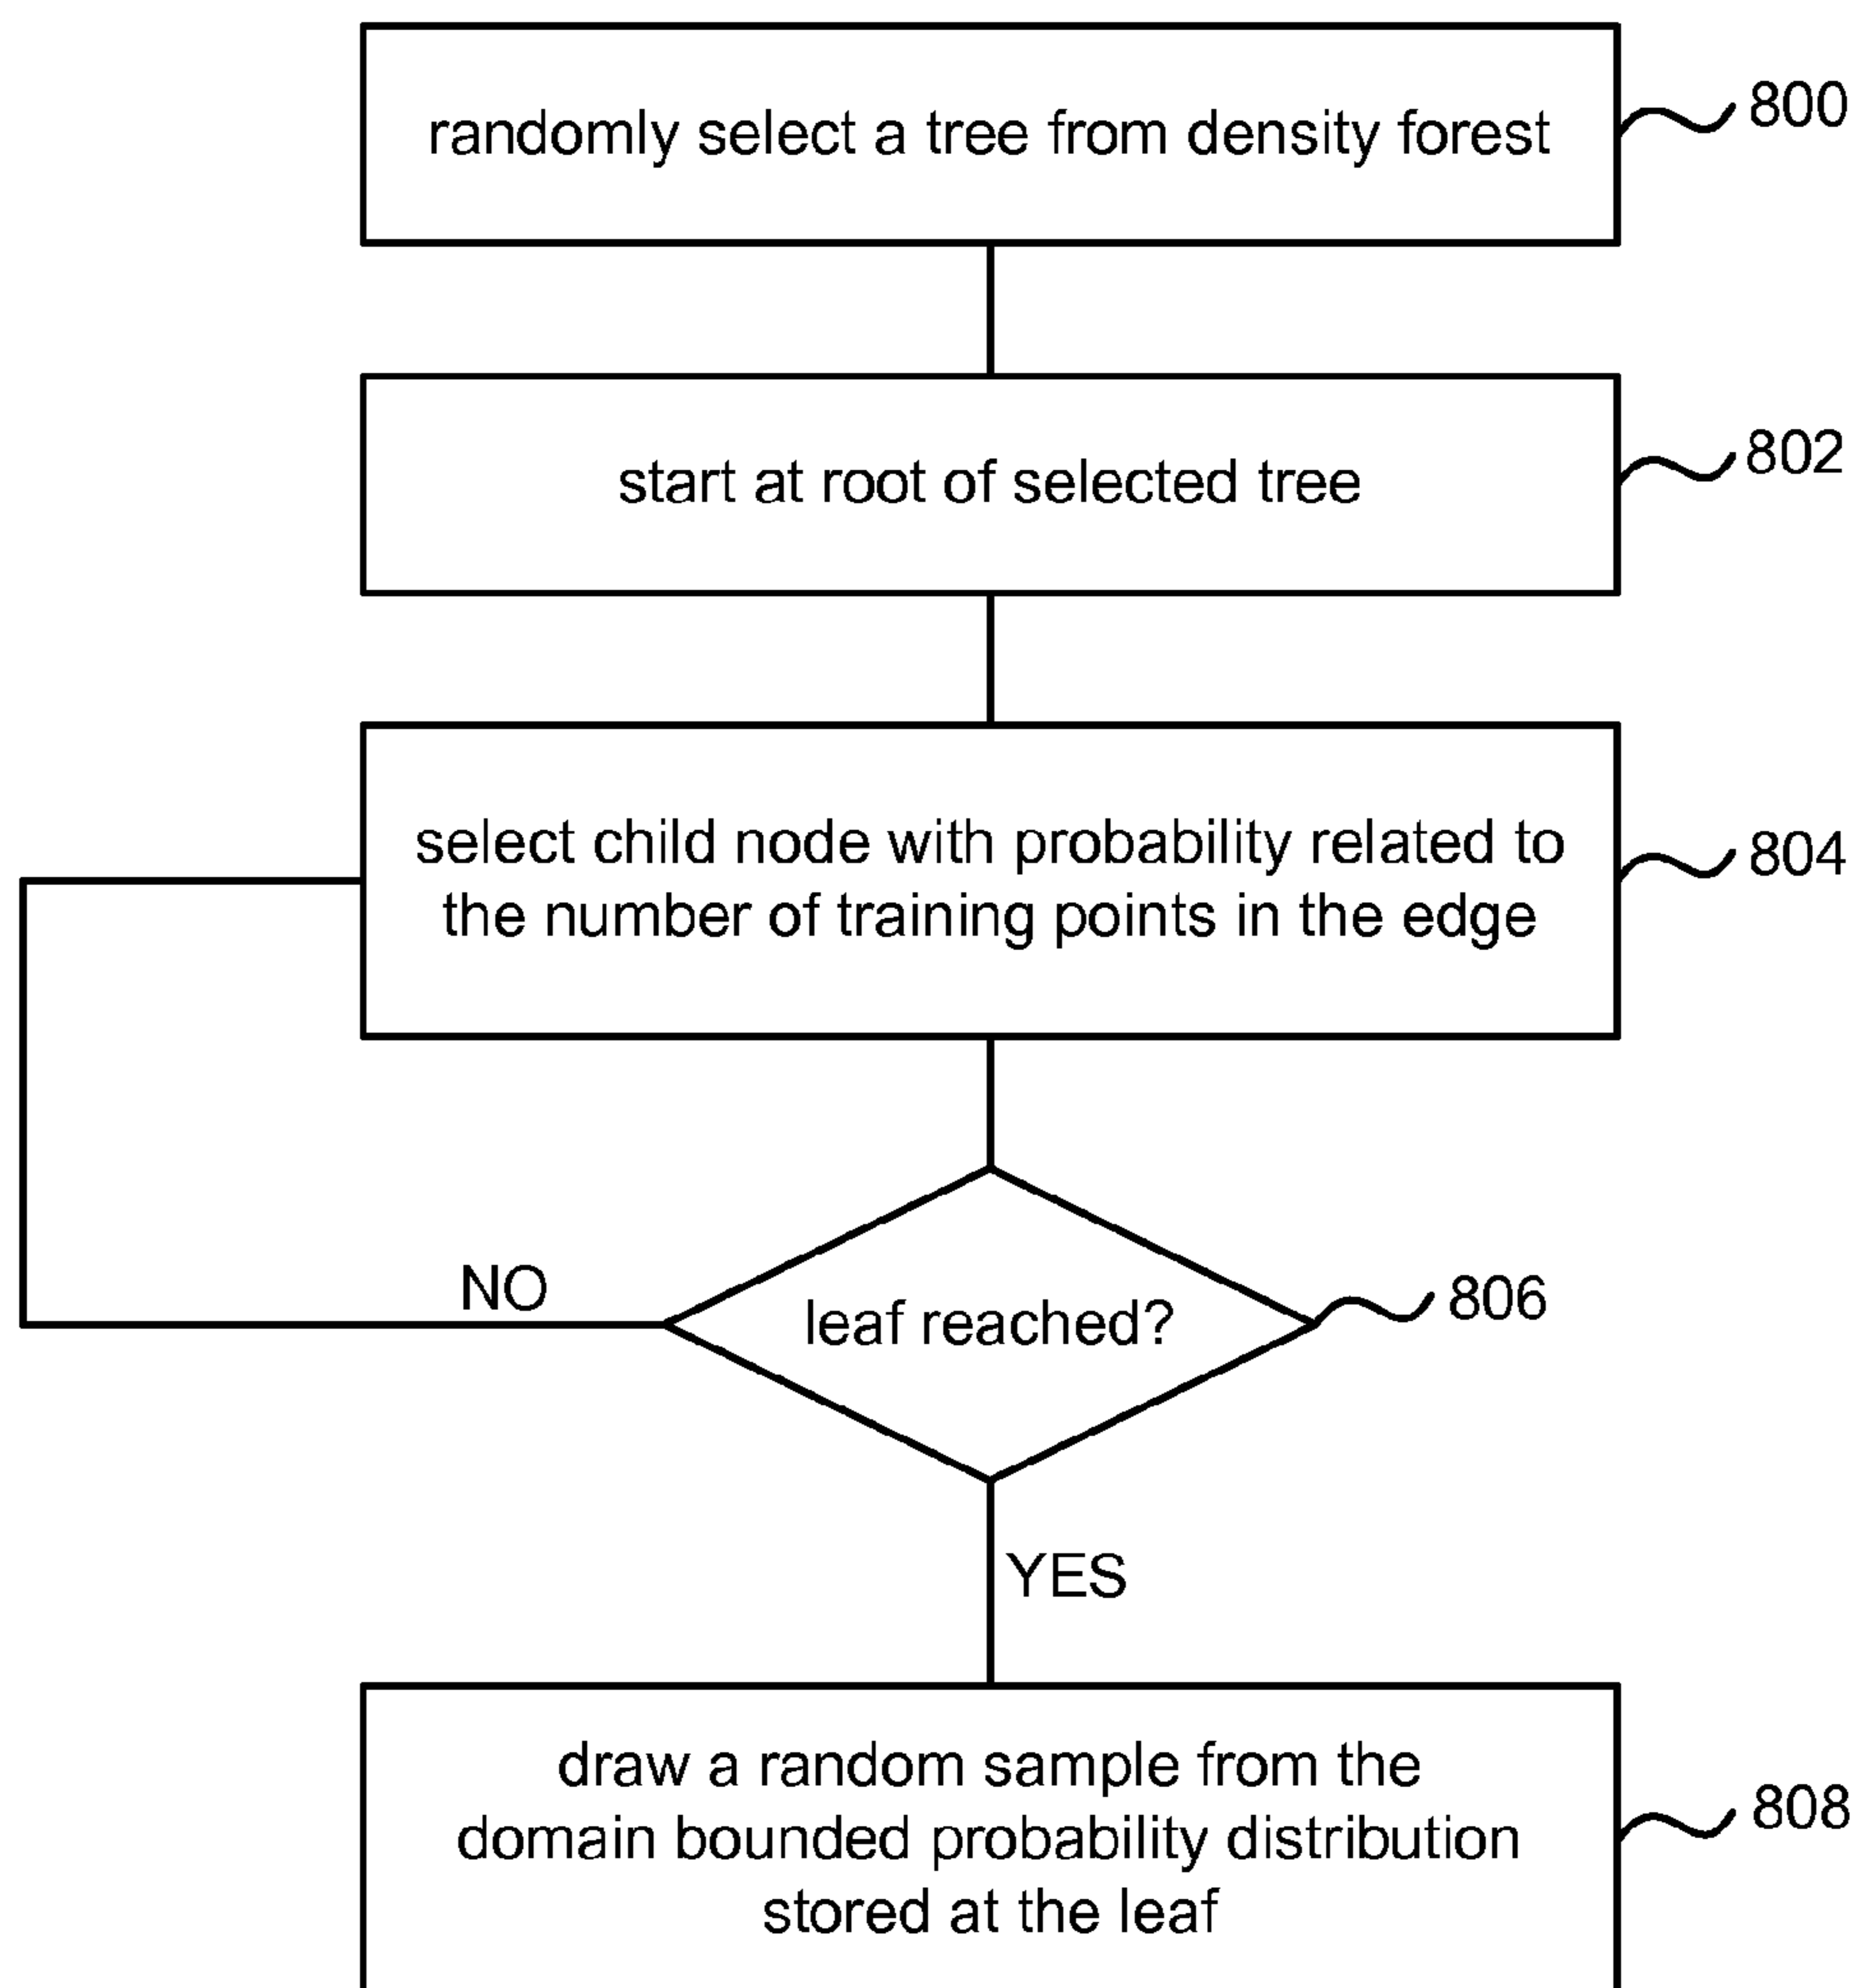 randomly select a tree from density forest
800
start at root of selected tree
802
select child node with probability related to
the number of training points in the edge
804
NO
leaf reached?
806
YES
draw a random sample from the
domain bounded probability distribution
stored at the leaf
808